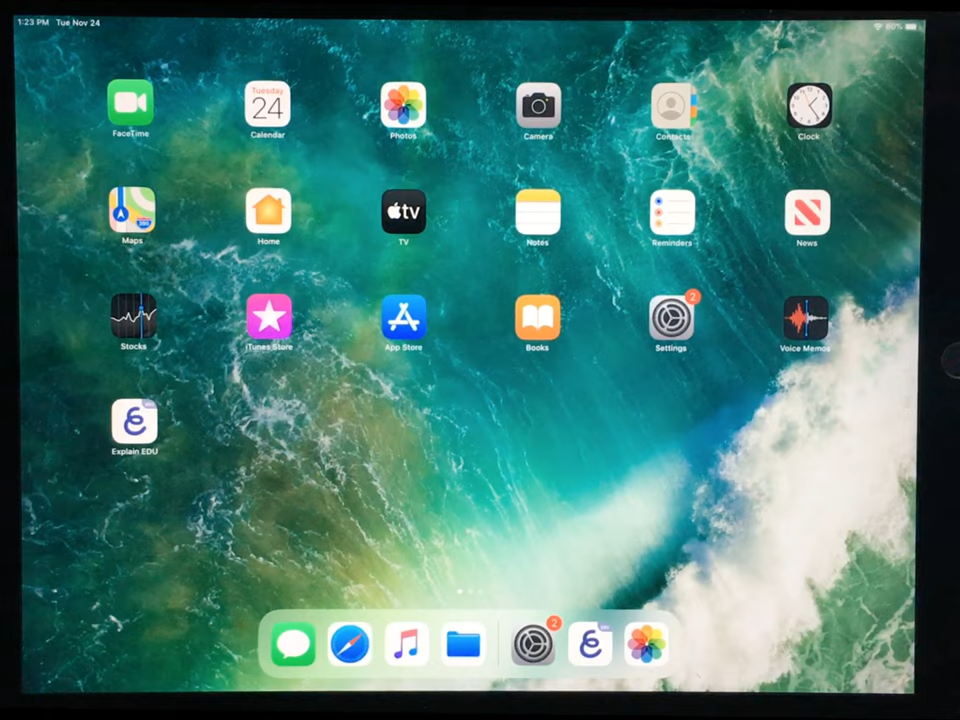 1:23 PM Tue Nov 24
80%
FaceTime
Tuesday
24
Calendar
Photos
Camera
Contacts
Clock
Maps
Home
tv
TV
Notes
Reminders
News
Stocks
iTunes Store
App Store
Books
2
Settings
Voice Memos
Explain EDU
2